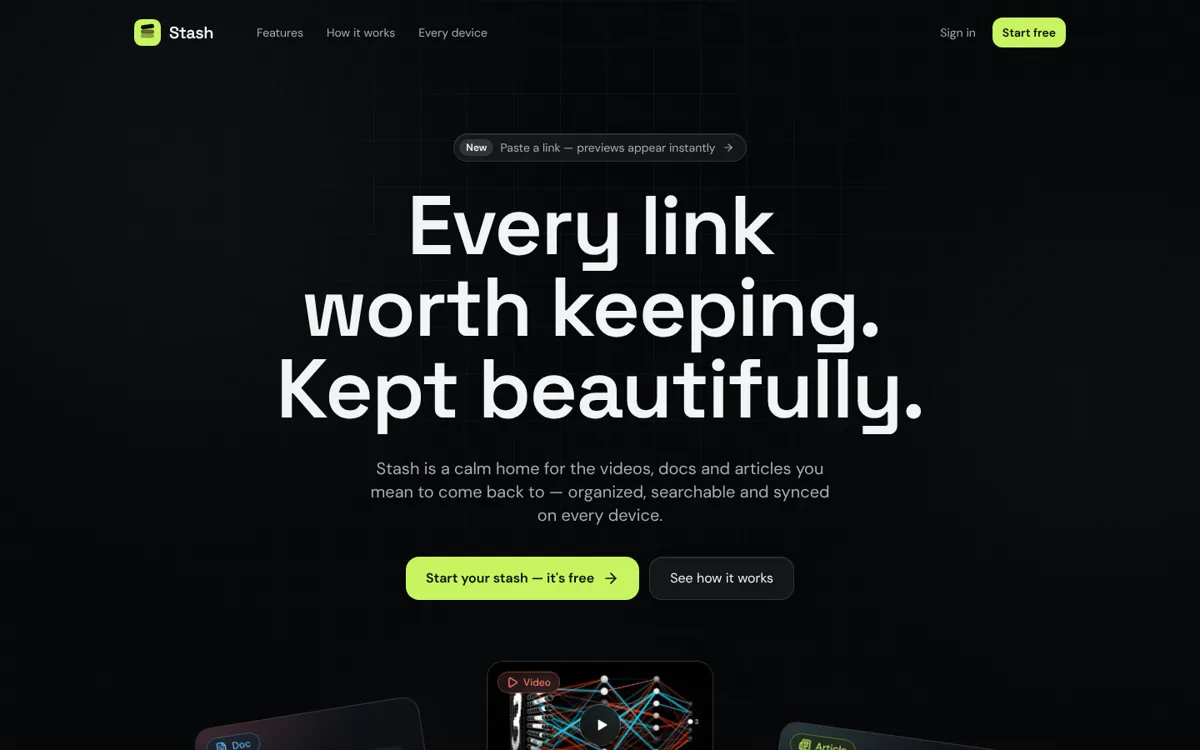 Stash
Features
How it works
Every device
Sign in
Start free
New
Paste a link — previews appear instantly →
Every link
worth keeping.
Kept beautifully.
Stash is a calm home for the videos, docs and articles you
mean to come back to — organized, searchable and synced
on every device.
Start your stash — it's free →
See how it works
Video
Doc
Article